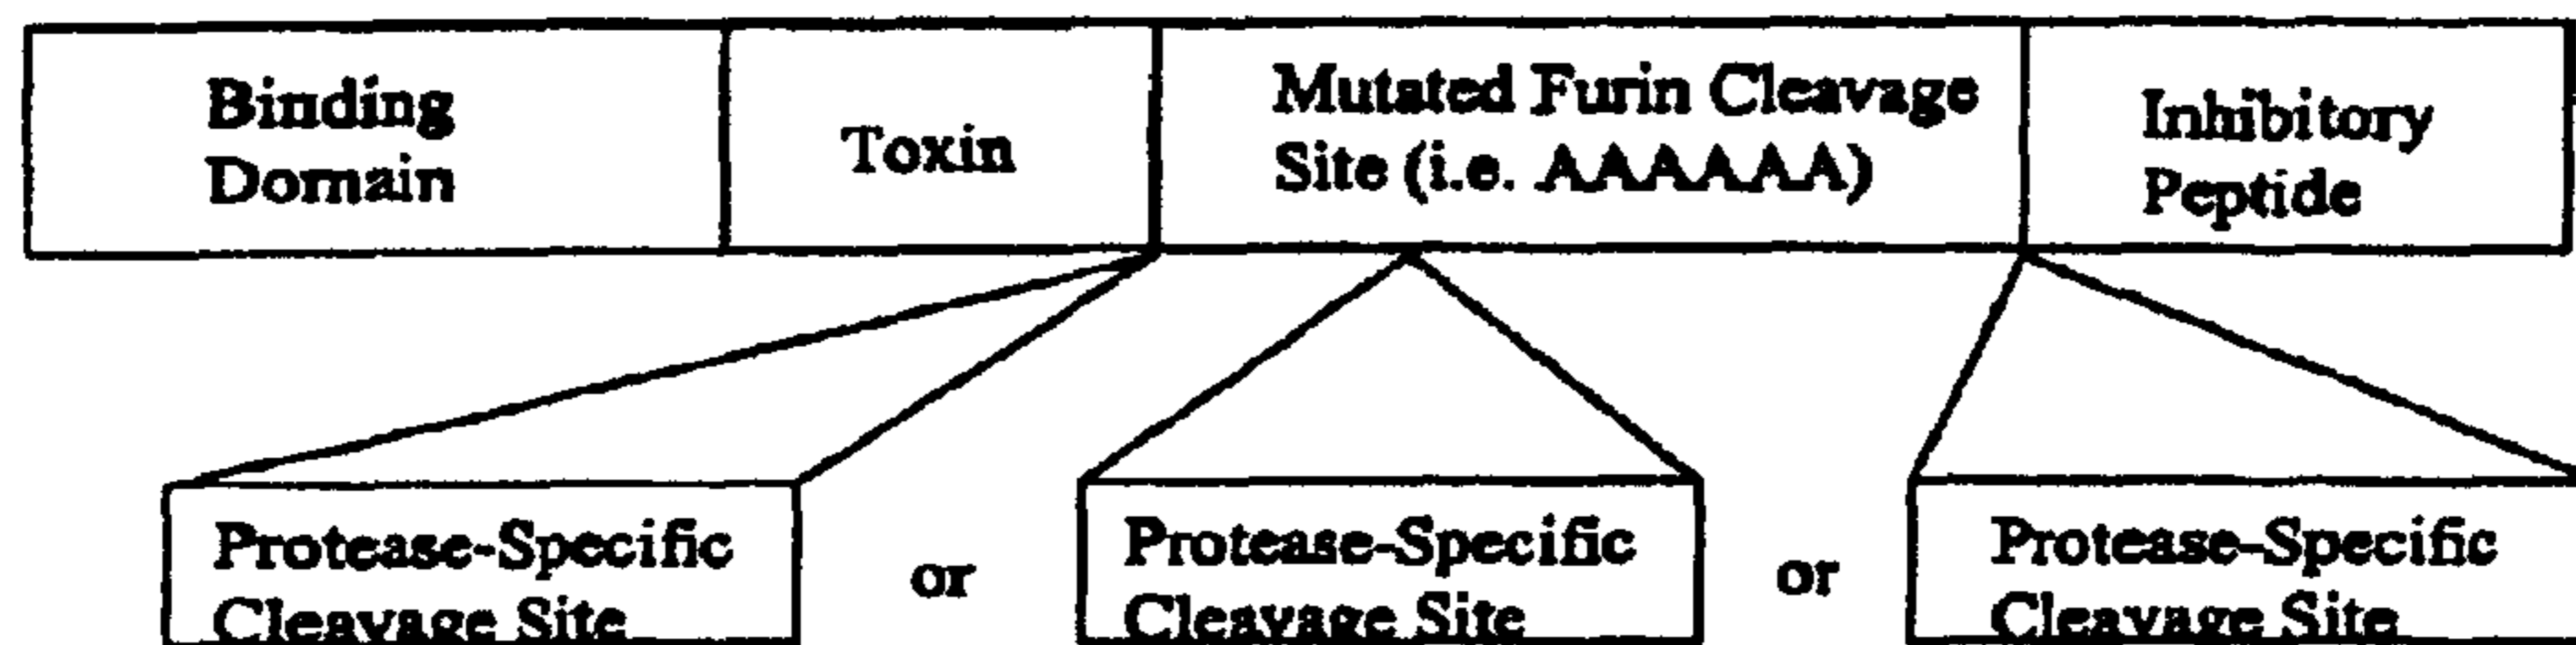 Binding
Domain
Toxin
Mutated Furin Cleavage
Site (i.e. AAAAAA)
Inhibitory
Peptide
Protease-Specific
Cleavage Site
or
Protease-Specific
Cleavage Site
or
Protease-Specific
Cleavage Site